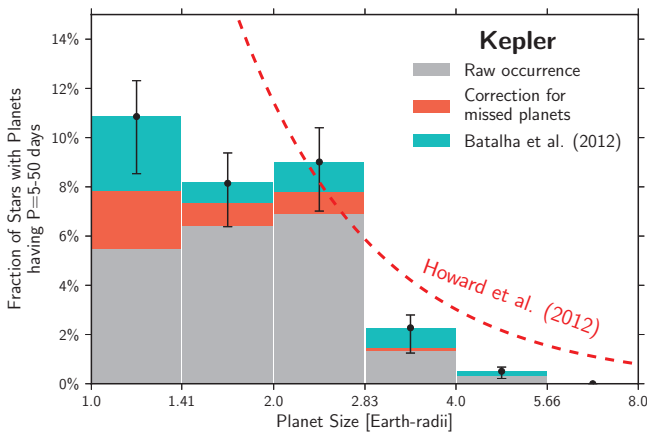 Kepler
Raw occurrence
Correction for
missed planets
Batalha et al. (2012)
Howard et al. (2012)
Fraction of Stars with Planets
having P=5-50 days
14%
12%
10%
8%
6%
4%
2%
0%
1.0 1.41 2.0 2.83 4.0 5.66 8.0
Planet Size [Earth-radii]